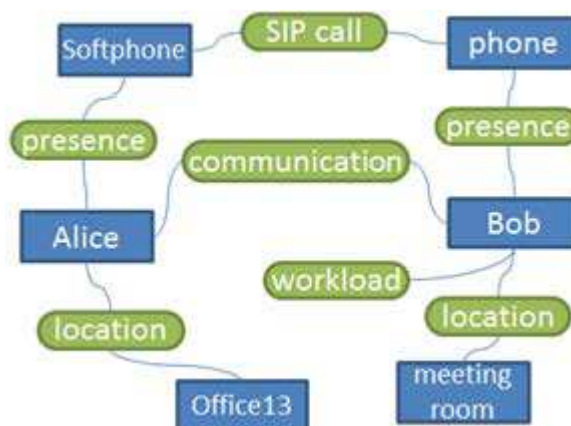 Softphone
SIP call
phone
presence
presence
communication
Alice
Bob
workload
location
location
Office13
meeting
room